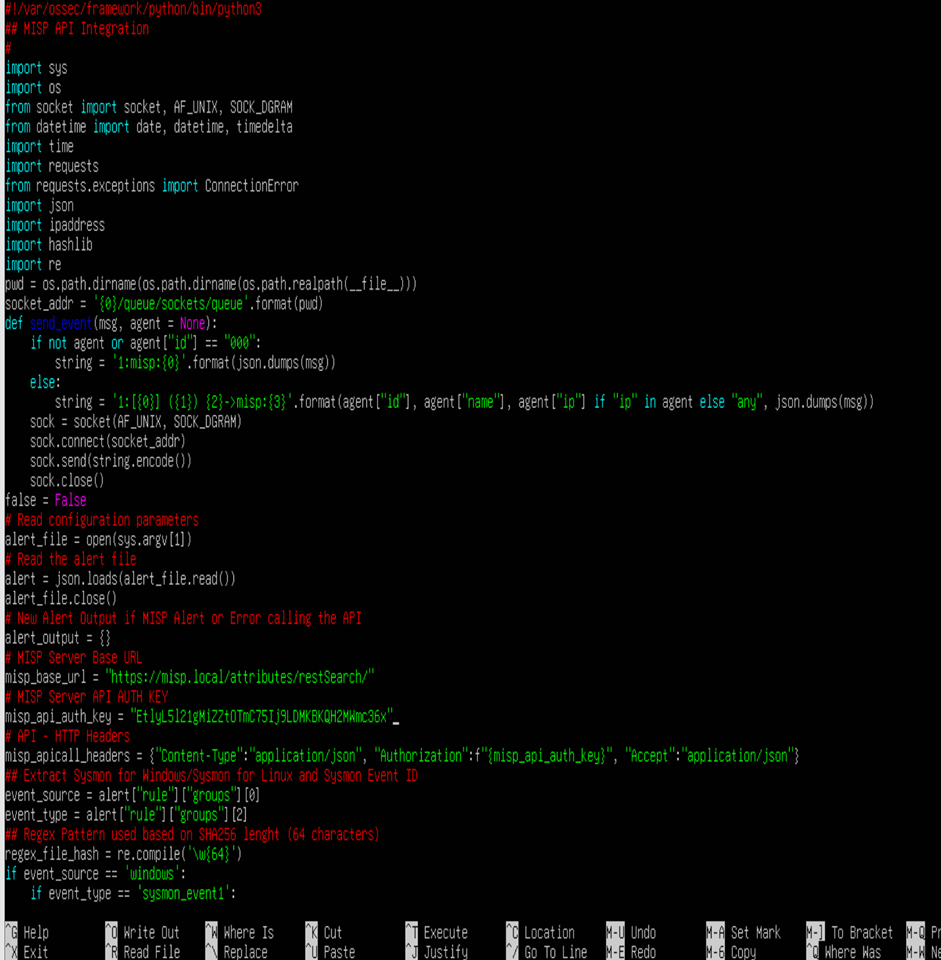 #!/var/ossec/framework/python/bin/python3
## MISP API Integration
#
import sys
import os
from socket import socket, AF_UNIX, SOCK_DGRAM
from datetime import date, datetime, timedelta
import time
import requests
from requests.exceptions import ConnectionError
import json
import ipaddress
import hashlib
import re
pwd = os.path.dirname(os.path.dirname(os.path.realpath(__file__)))
socket_addr = '{0}/queue/sockets/queue'.format(pwd)
def send_event(msg, agent = None):
    if not agent or agent["id"] == "000":
        string = '1:misp:{0}'.format(json.dumps(msg))
    else:
        string = '1:[{0}] ({1}) {2}->misp:{3}'.format(agent["id"], agent["name"], agent["ip"] if "ip" in agent else "any", json.dumps(msg))
    sock = socket(AF_UNIX, SOCK_DGRAM)
    sock.connect(socket_addr)
    sock.send(string.encode())
    sock.close()
false = False
# Read configuration parameters
alert_file = open(sys.argv[1])
# Read the alert file
alert = json.loads(alert_file.read())
alert_file.close()
# New Alert Output if MISP Alert or Error calling the API
alert_output = {}
# MISP Server Base URL
misp_base_url = "https://misp.local/attributes/restSearch/"
# MISP Server API AUTH KEY
misp_api_auth_key = "EtlyL5l21gMiZZtOTmC75Ij9LDMKBKQH2MWmc36x"
# API - HTTP Headers
misp_apicall_headers = {"Content-Type":"application/json", "Authorization":f"{misp_api_auth_key}", "Accept":"application/json"}
## Extract Sysmon for Windows/Sysmon for Linux and Sysmon Event ID
event_source = alert["rule"]["groups"][0]
event_type = alert["rule"]["groups"][2]
## Regex Pattern used based on SHA256 lenght (64 characters)
regex_file_hash = re.compile('\w{64}')
if event_source == 'windows':
    if event_type == 'sysmon_event1':
^G Help ^O Write Out ^W Where Is ^K Cut ^T Execute ^C Location M-U Undo M-A Set Mark M-] To Bracket M-Q Pr
^X Exit ^R Read File ^\ Replace ^U Paste ^J Justify ^/ Go To Line M-E Redo M-6 Copy ^Q Where Was M-W Ne